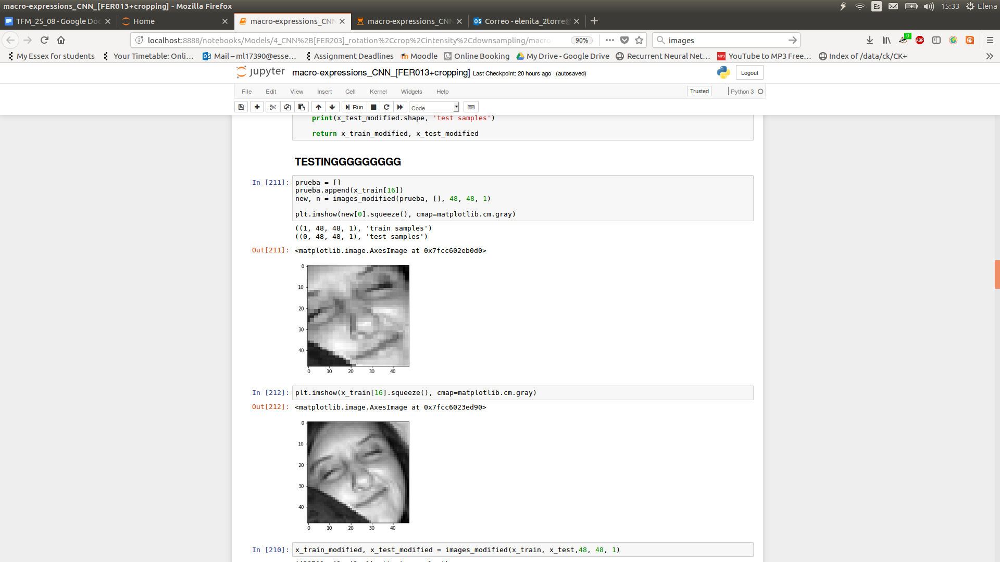 macro-expressions_CNN_[FER013+cropping] - Mozilla Firefox
Es
15:33
Elena
TFM_25_08 - Google Doc
Home
macro-expressions_CNN
macro-expressions_CNN
Correo - elenita_2torre@
localhost:8888/notebooks/Models/4_CNN%2B[FER203]_rotation%2Ccrop%2Cintensity%2Cdownsampling/macro
90%
images
0
ABP
My Essex for students
Your Timetable: Onli…
Mail – ml17390@esse…
Assignment Deadlines
Moodle
Online Booking
My Drive - Google Drive
Recurrent Neural Net…
YouTube to MP3 Free…
Index of /data/ck/CK+
jupyter
macro-expressions_CNN_[FER013+cropping] Last Checkpoint: 20 hours ago (autosaved)
Logout
File
Edit
View
Insert
Cell
Kernel
Widgets
Help
Trusted
Python 3
Run
Code
print(x_test_modified.shape, 'test samples')
return x_train_modified, x_test_modified
TESTINGGGGGGGGG
In [211]:
prueba = []
prueba.append(x_train[16])
new, n = images_modified(prueba, [], 48, 48, 1)
plt.imshow(new[0].squeeze(), cmap=matplotlib.cm.gray)
((1, 48, 48, 1), 'train samples')
((0, 48, 48, 1), 'test samples')
Out[211]:
<matplotlib.image.AxesImage at 0x7fcc602eb0d0>
0
10
20
30
40
0 10 20 30 40
In [212]:
plt.imshow(x_train[16].squeeze(), cmap=matplotlib.cm.gray)
Out[212]:
<matplotlib.image.AxesImage at 0x7fcc6023ed90>
0
10
20
30
40
0 10 20 30 40
In [210]:
x_train_modified, x_test_modified = images_modified(x_train, x_test,48, 48, 1)